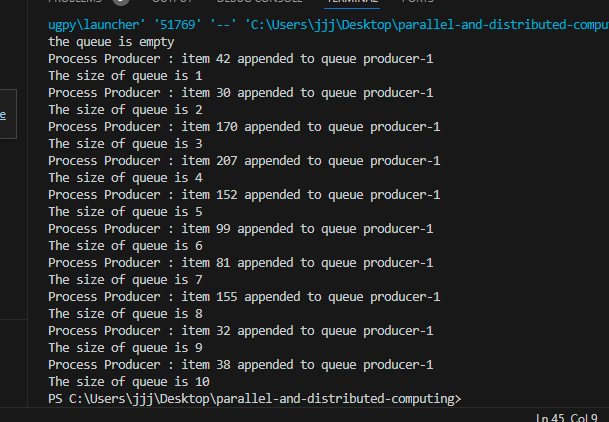 TERMINAL
ugpy\launcher' '51769' '--' 'C:\Users\jjj\Desktop\parallel-and-distributed-comput
the queue is empty
Process Producer : item 42 appended to queue producer-1
The size of queue is 1
Process Producer : item 30 appended to queue producer-1
The size of queue is 2
Process Producer : item 170 appended to queue producer-1
The size of queue is 3
Process Producer : item 207 appended to queue producer-1
The size of queue is 4
Process Producer : item 152 appended to queue producer-1
The size of queue is 5
Process Producer : item 99 appended to queue producer-1
The size of queue is 6
Process Producer : item 81 appended to queue producer-1
The size of queue is 7
Process Producer : item 155 appended to queue producer-1
The size of queue is 8
Process Producer : item 32 appended to queue producer-1
The size of queue is 9
Process Producer : item 38 appended to queue producer-1
The size of queue is 10
PS C:\Users\jjj\Desktop\parallel-and-distributed-computing>
Ln 45, Col 9